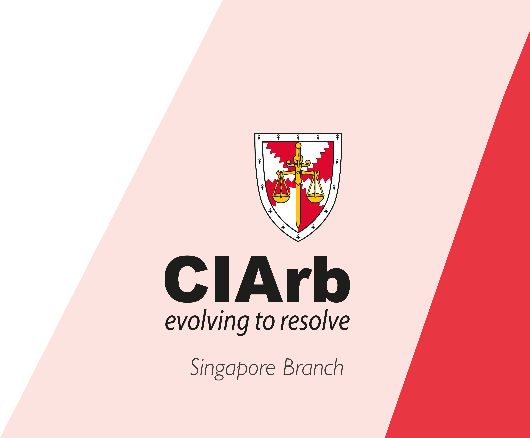 CIArb
evolving to resolve
Singapore Branch